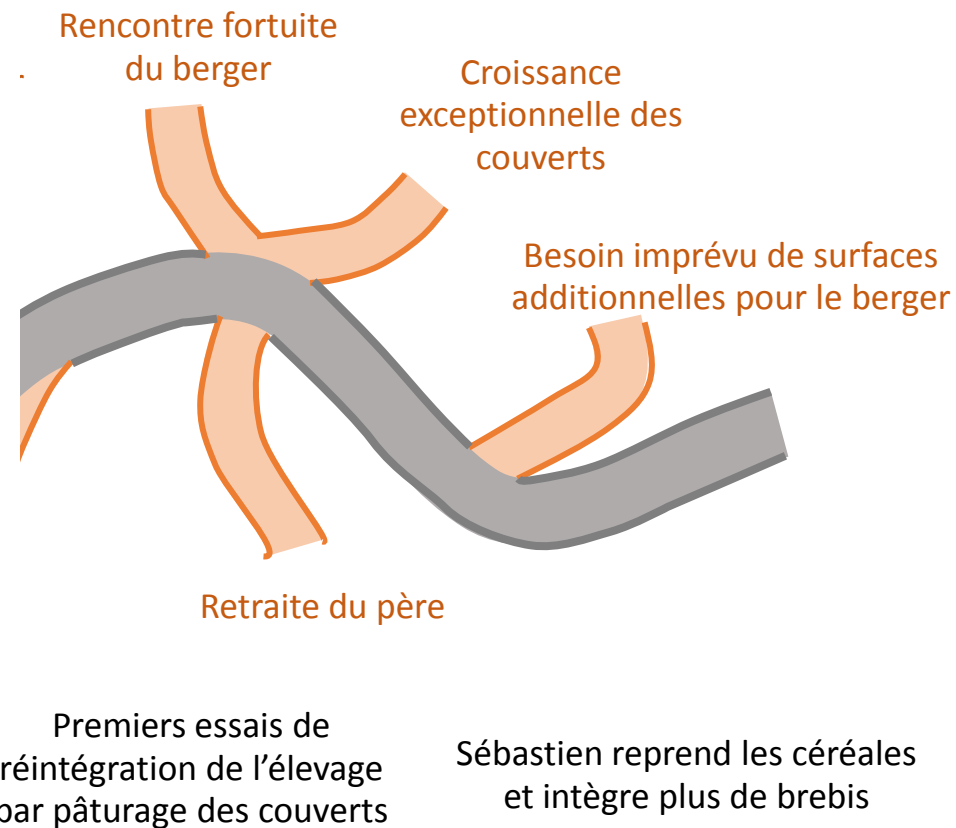 Rencontre fortuite
du berger
Croissance
exceptionnelle des
couverts
Besoin imprévu de surfaces
additionnelles pour le berger
Retraite du père
Premiers essais de
réintégration de l’élevage
par pâturage des couverts
Sébastien reprend les céréales
et intègre plus de brebis